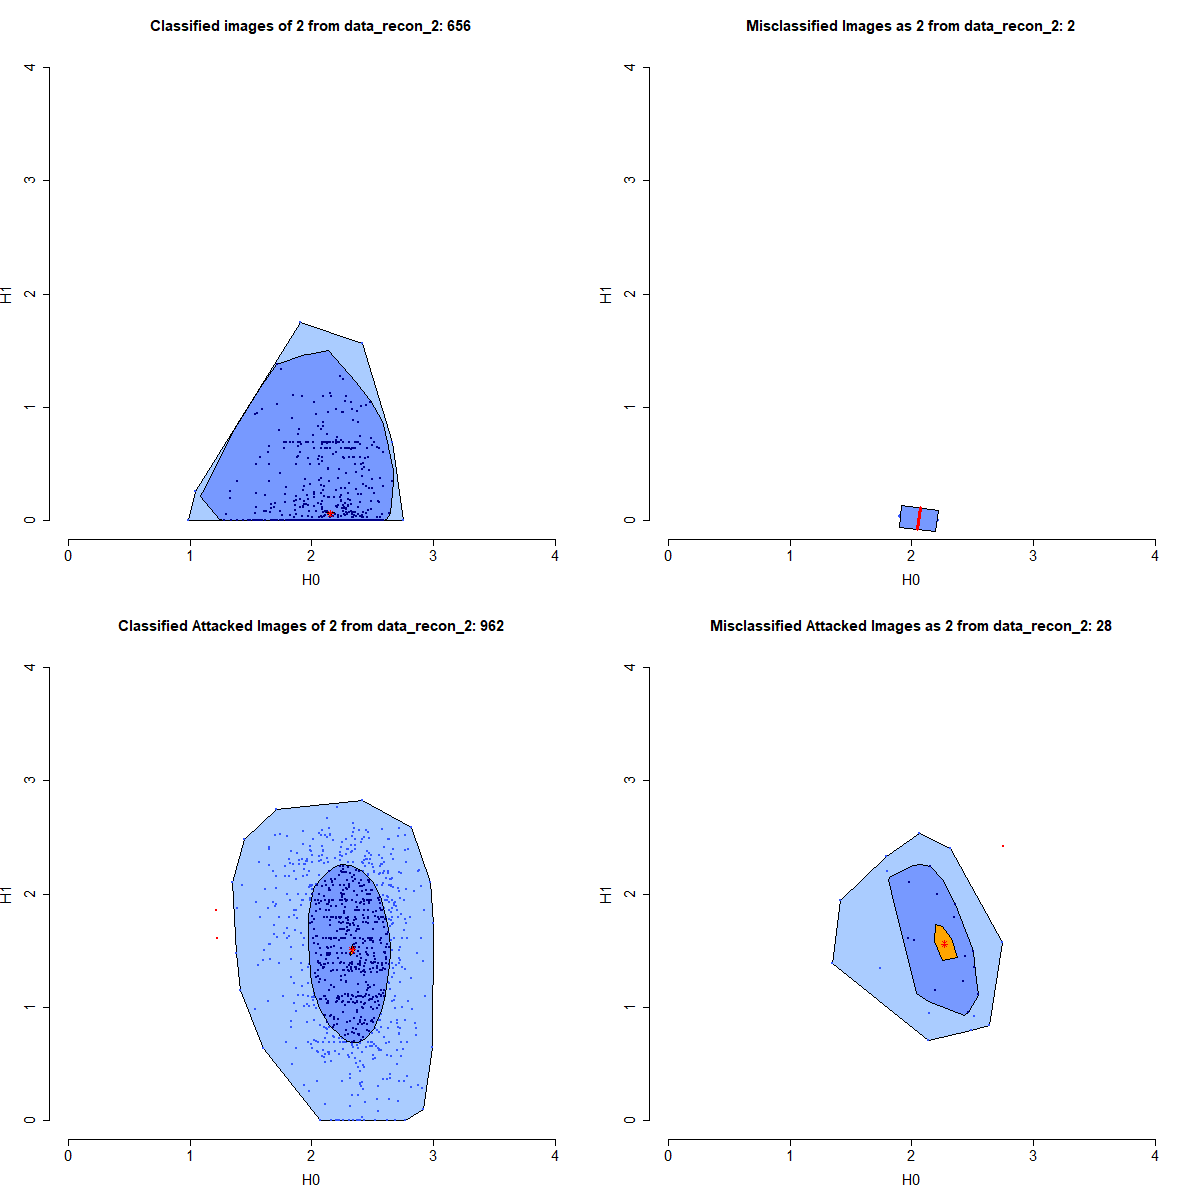 Classified images of 2 from data_recon_2: 656
4
3
2
1
0
H1
0 1 2 3 4
H0
Misclassified Images as 2 from data_recon_2: 2
4
3
2
1
0
H1
0 1 2 3 4
H0
Classified Attacked Images of 2 from data_recon_2: 962
4
3
2
1
0
H1
0 1 2 3 4
H0
Misclassified Attacked Images as 2 from data_recon_2: 28
4
3
2
1
0
H1
0 1 2 3 4
H0